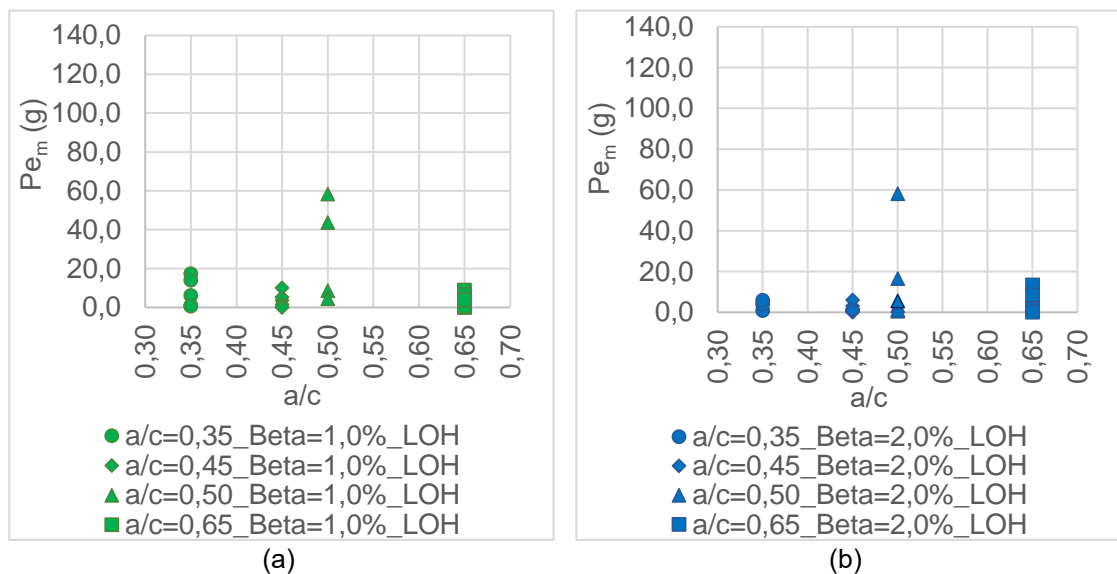 140,0
120,0
100,0
80,0
60,0
40,0
20,0
0,0
Pe_m (g)
0,30
0,35
0,40
0,45
0,50
0,55
0,60
0,65
0,70
a/c
a/c=0,35_Beta=1,0%_LOH
a/c=0,45_Beta=1,0%_LOH
a/c=0,50_Beta=1,0%_LOH
a/c=0,65_Beta=1,0%_LOH
(a)
140,0
120,0
100,0
80,0
60,0
40,0
20,0
0,0
Pe_m (g)
0,30
0,35
0,40
0,45
0,50
0,55
0,60
0,65
0,70
a/c
a/c=0,35_Beta=2,0%_LOH
a/c=0,45_Beta=2,0%_LOH
a/c=0,50_Beta=2,0%_LOH
a/c=0,65_Beta=2,0%_LOH
(b)